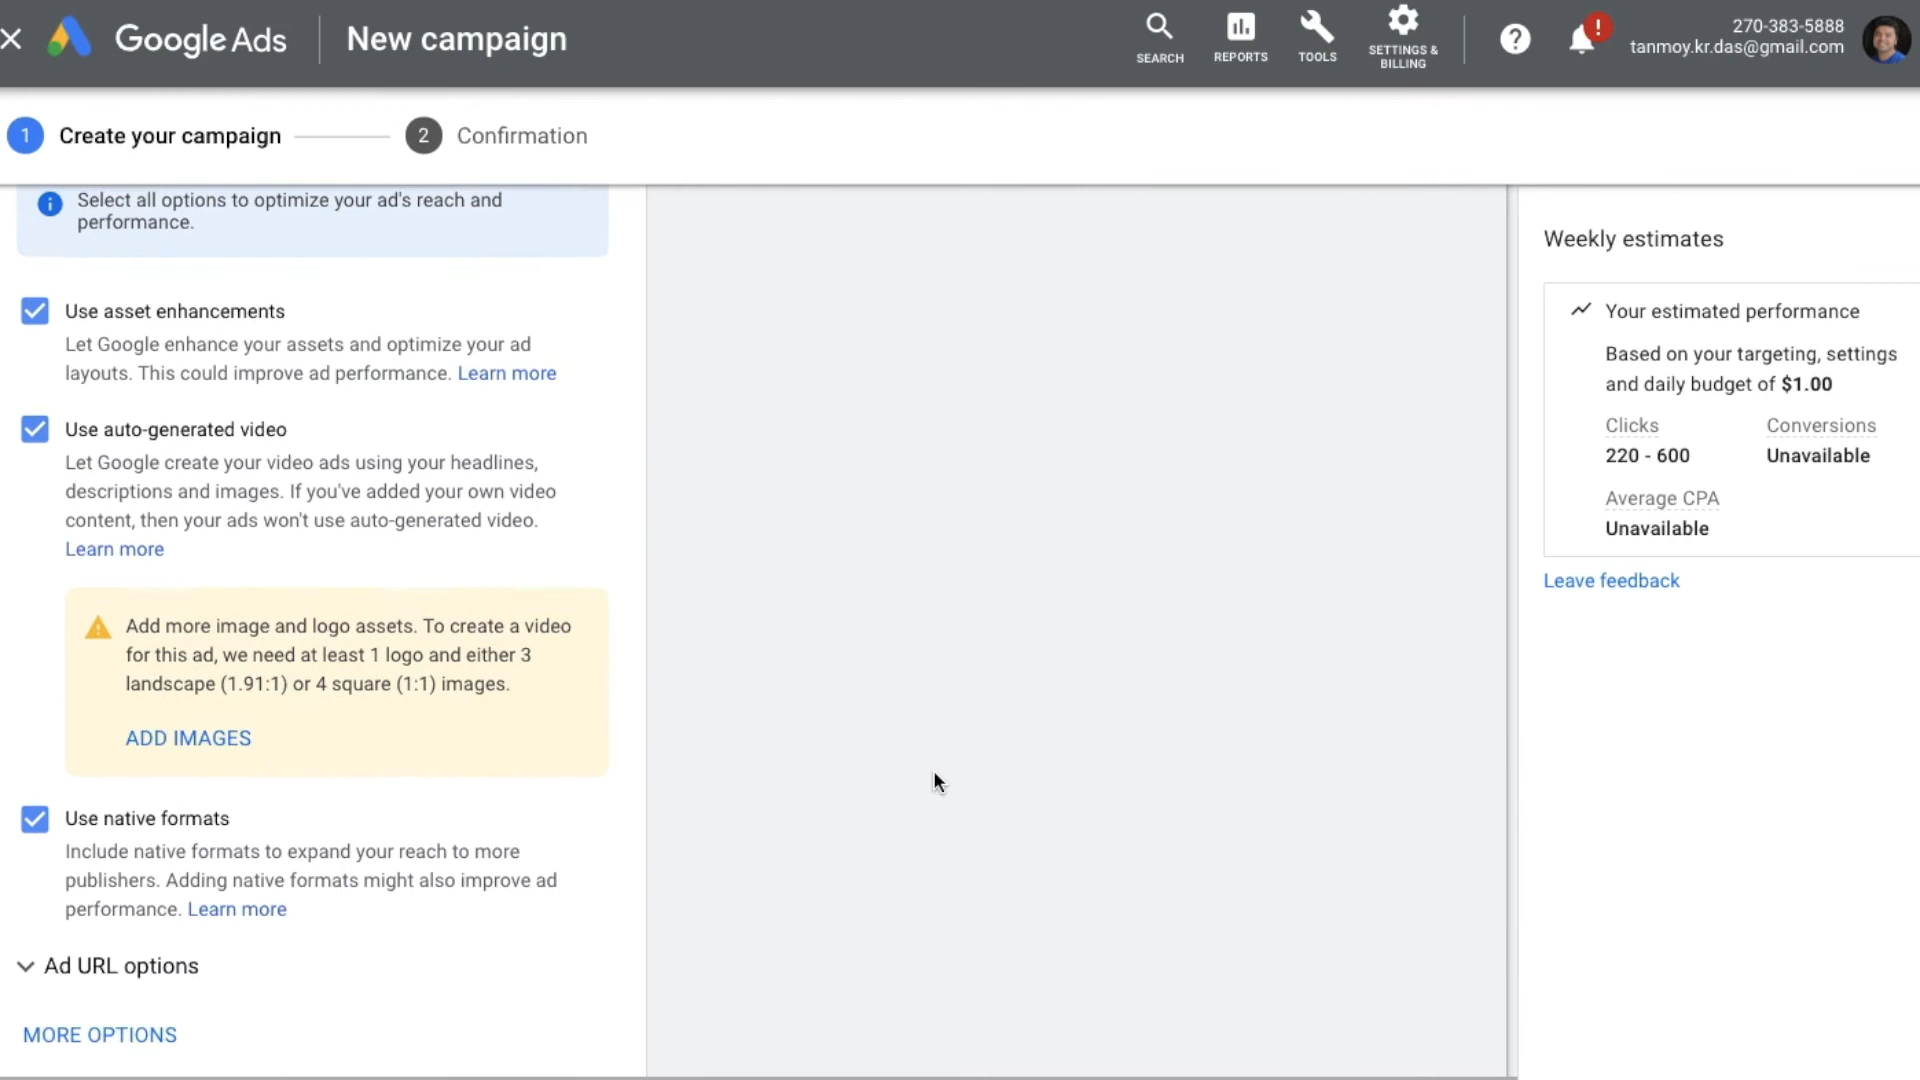 Google Ads
New campaign
SEARCH
REPORTS
TOOLS
SETTINGS &
BILLING
?
!
270-383-5888
tanmoy.kr.das@gmail.com
1 Create your campaign
2 Confirmation
Select all options to optimize your ad's reach and
performance.
Use asset enhancements
Let Google enhance your assets and optimize your ad
layouts. This could improve ad performance. Learn more
Use auto-generated video
Let Google create your video ads using your headlines,
descriptions and images. If you've added your own video
content, then your ads won't use auto-generated video.
Learn more
Add more image and logo assets. To create a video
for this ad, we need at least 1 logo and either 3
landscape (1.91:1) or 4 square (1:1) images.
ADD IMAGES
Use native formats
Include native formats to expand your reach to more
publishers. Adding native formats might also improve ad
performance. Learn more
Ad URL options
MORE OPTIONS
Weekly estimates
Your estimated performance
Based on your targeting, settings
and daily budget of $1.00
Clicks Conversions
220 - 600 Unavailable
Average CPA
Unavailable
Leave feedback